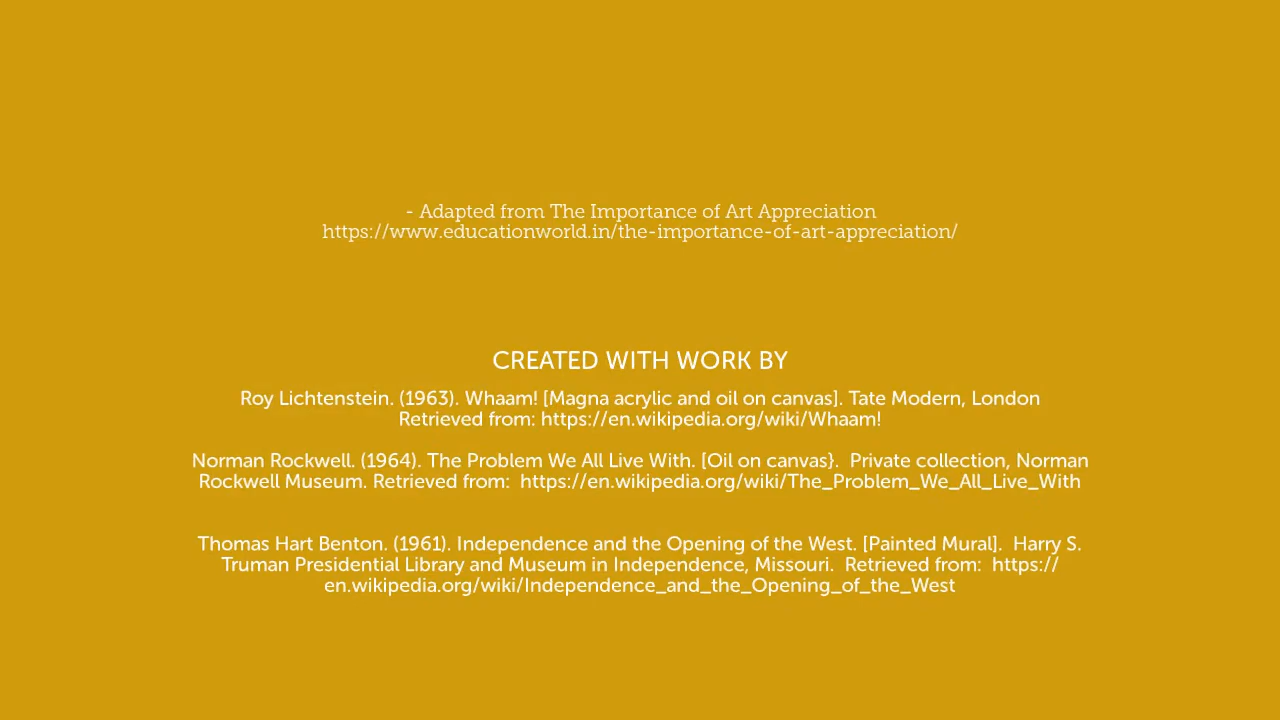 - Adapted from The Importance of Art Appreciation
https://www.educationworld.in/the-importance-of-art-appreciation/
CREATED WITH WORK BY
Roy Lichtenstein. (1963). Whaam! [Magna acrylic and oil on canvas]. Tate Modern, London
Retrieved from: https://en.wikipedia.org/wiki/Whaam!
Norman Rockwell. (1964). The Problem We All Live With. [Oil on canvas}.  Private collection, Norman
Rockwell Museum. Retrieved from:  https://en.wikipedia.org/wiki/The_Problem_We_All_Live_With
Thomas Hart Benton. (1961). Independence and the Opening of the West. [Painted Mural].  Harry S.
Truman Presidential Library and Museum in Independence, Missouri.  Retrieved from:  https://
en.wikipedia.org/wiki/Independence_and_the_Opening_of_the_West